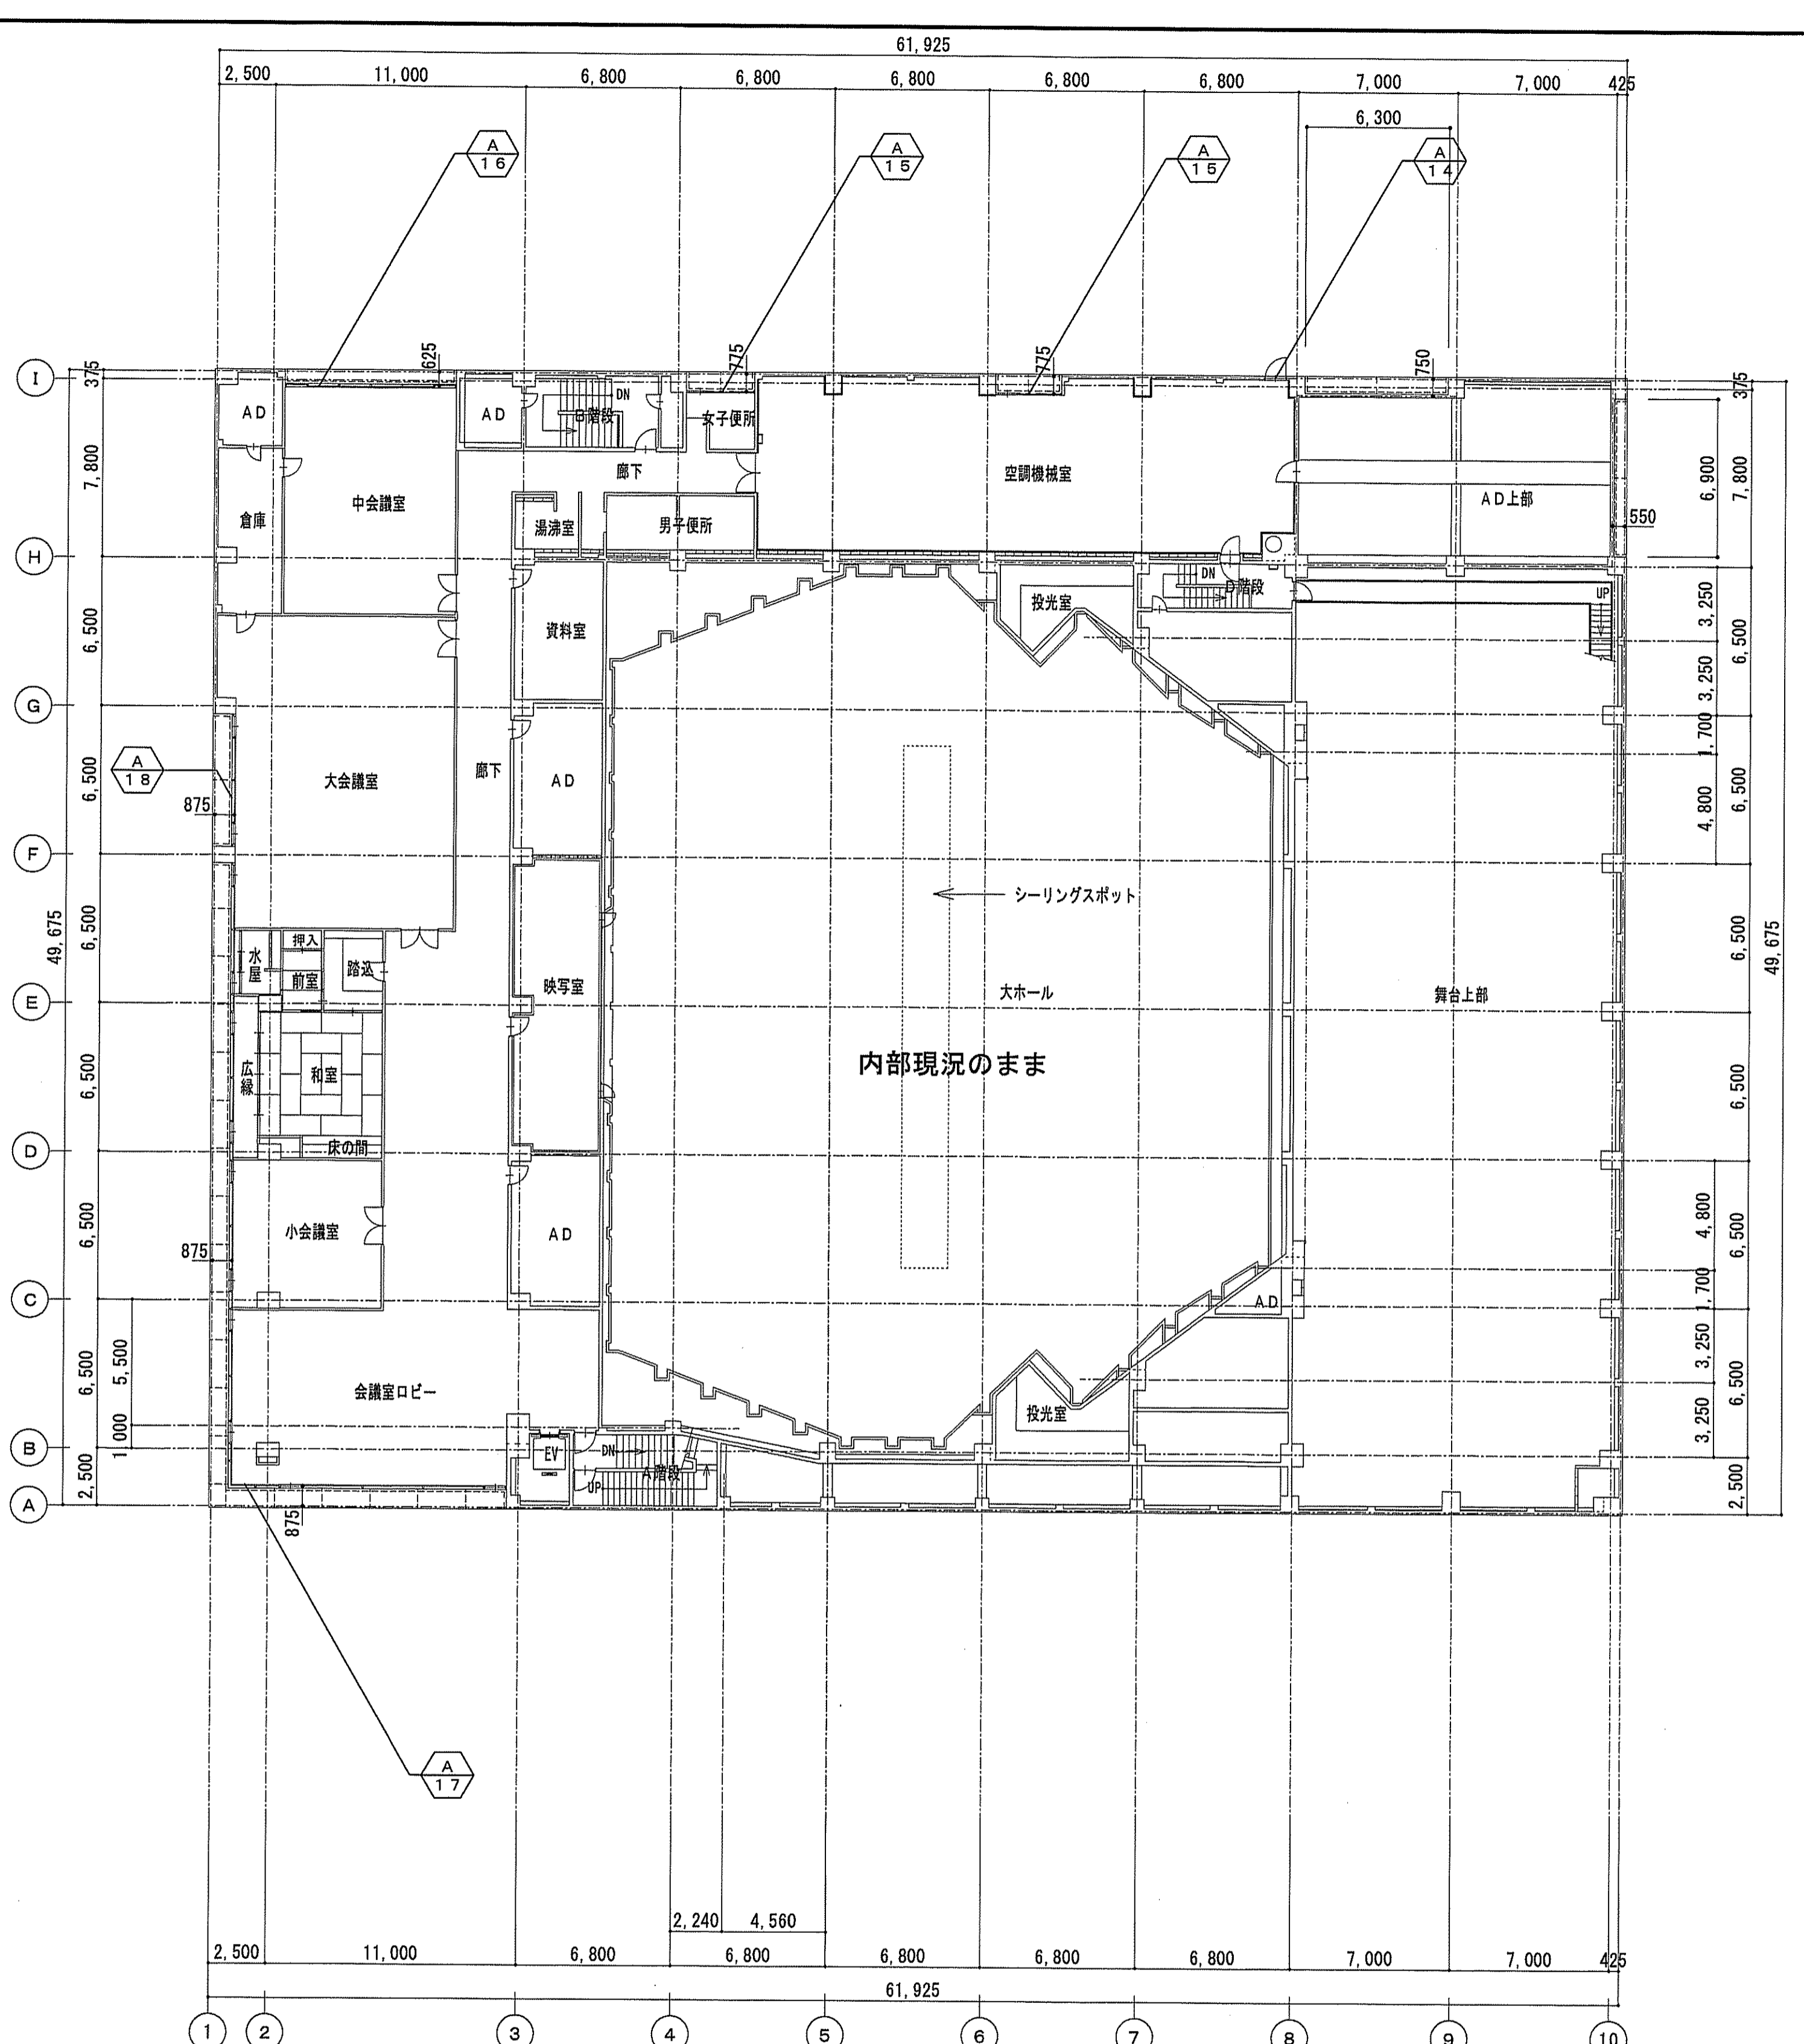 61,925
2,500 11,000 6,800 6,800 6,800 6,800 6,800 7,000 7,000 425
6,300
A
16
A
15
A
15
A
14
625
775
775
750
I
375
375
AD
AD
DN
B階段
女子便所
7,800
廊下
空調機械室
6,900
7,800
倉庫
中会議室
湯沸室
男子便所
AD上部
550
H
DN
D階段
UP
投光室
資料室
6,500
3,250
6,500
3,250
G
1,700
A
18
875
大会議室
廊下
AD
6,500
4,800
6,500
F
シーリングスポット
49,675
6,500
6,500
49,675
水屋
押入
前室
踏込
映写室
大ホール
舞台上部
E
内部現況のまま
広縁
和室
6,500
6,500
床の間
D
小会議室
AD
6,500
875
4,800
6,500
C
AD
1,700
5,500
6,500
3,250
6,500
会議室ロビー
投光室
1,000
3,250
B
EV
DN
A階段
UP
2,500
2,500
A
875
A
17
2,240 4,560
2,500 11,000 6,800 6,800 6,800 6,800 6,800 7,000 7,000 425
61,925
1 2 3 4 5 6 7 8 9 10